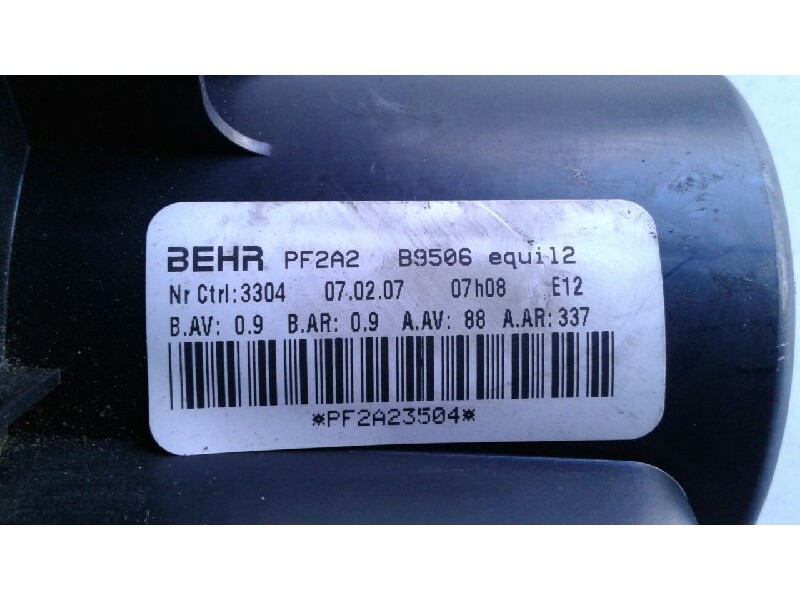 BEHR PF2A2 B9506 equil2
Nr Ctrl:3304 07.02.07 07h08 E12
B.AV: 0.9 B.AR: 0.9 A.AV: 88 A.AR: 337
*PF2A23504*